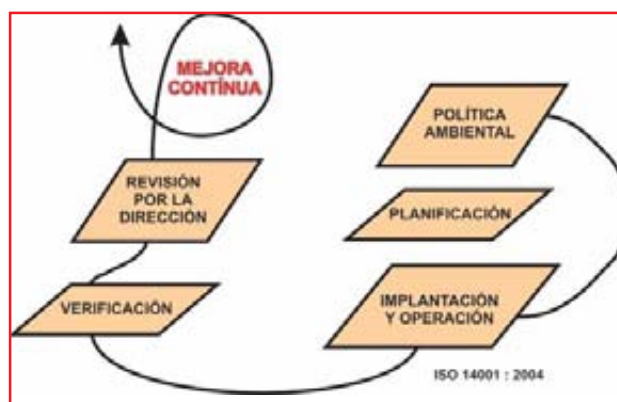 MEJORA
CONTÍNUA
POLÍTICA
AMBIENTAL
REVISIÓN
POR LA
DIRECCIÓN
PLANIFICACIÓN
VERIFICACIÓN
IMPLANTACIÓN
Y OPERACIÓN
ISO 14001 : 2004